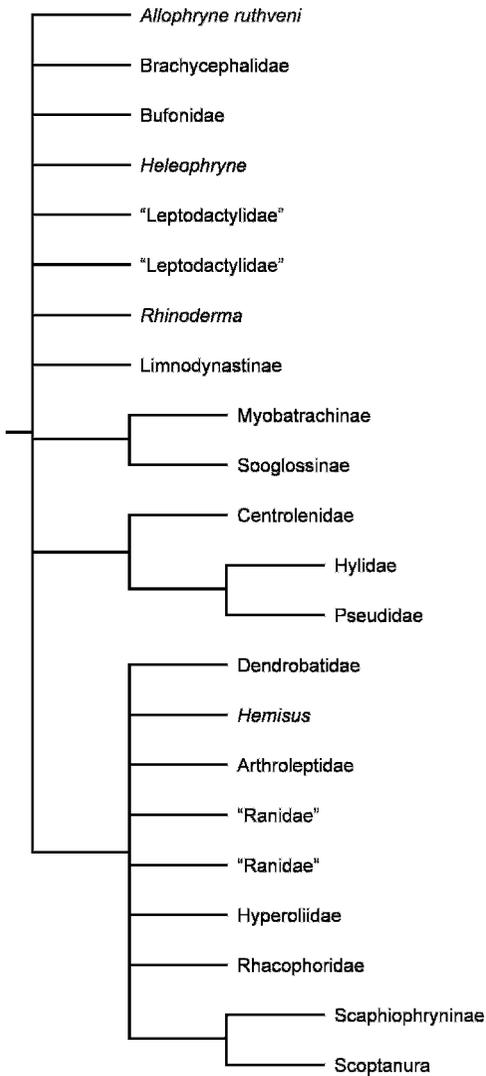 Allophryne ruthveni
Brachycephalidae
Bufonidae
Heleophryne
“Leptodactylidae”
“Leptodactylidae”
Rhinoderma
Limnodynastinae
Myobatrachinae
Sooglossinae
Centrolenidae
Hylidae
Pseudidae
Dendrobatidae
Hemisus
Arthroleptidae
“Ranidae”
“Ranidae“
Hyperoliidae
Rhacophoridae
Scaphiophryninae
Scoptanura